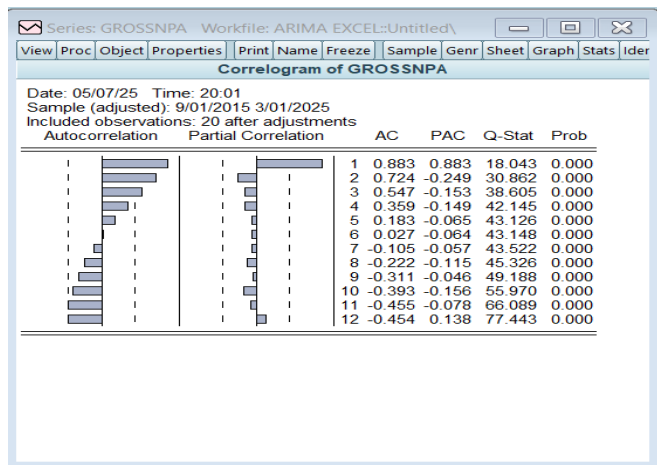 Series: GROSSNPA Workfile: ARIMA EXCEL::Untitled\
View Proc Object Properties Print Name Freeze Sample Genr Sheet Graph Stats Iden
Correlogram of GROSSNPA
Date: 05/07/25 Time: 20:01
Sample (adjusted): 9/01/2015 3/01/2025
Included observations: 20 after adjustments
Autocorrelation Partial Correlation AC PAC Q-Stat Prob
1 0.883 0.883 18.043 0.000
2 0.724 -0.249 30.862 0.000
3 0.547 -0.153 38.605 0.000
4 0.359 -0.149 42.145 0.000
5 0.183 -0.065 43.126 0.000
6 0.027 -0.064 43.148 0.000
7 -0.105 -0.057 43.522 0.000
8 -0.222 -0.115 45.326 0.000
9 -0.311 -0.046 49.188 0.000
10 -0.393 -0.156 55.970 0.000
11 -0.455 -0.078 66.089 0.000
12 -0.454 0.138 77.443 0.000